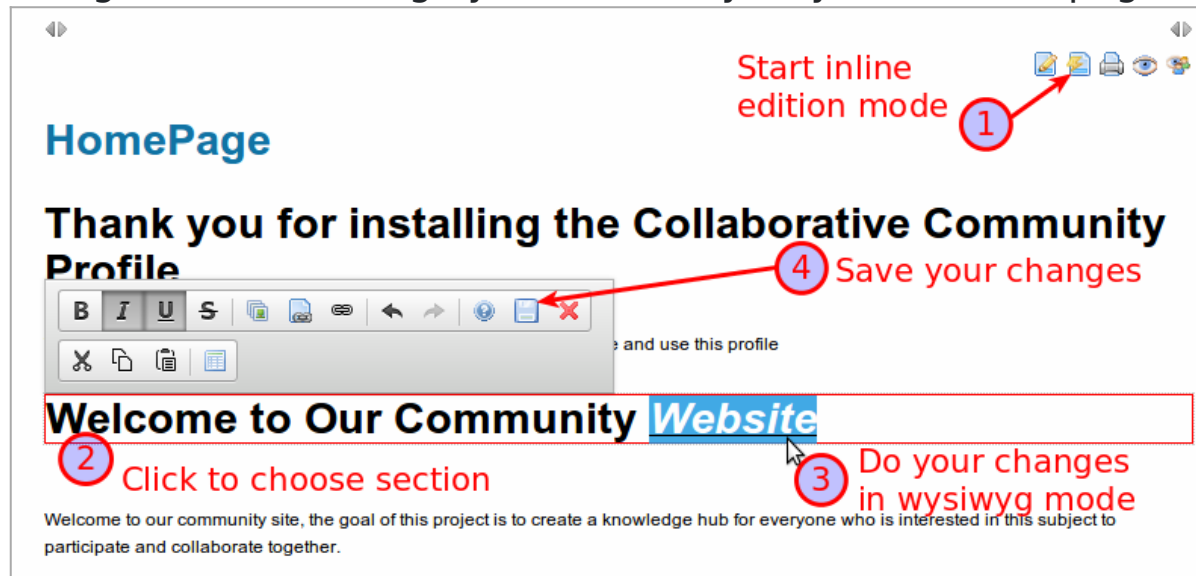 Start inline
edition mode
1
HomePage
Thank you for installing the Collaborative Community
Profile
4 Save your changes
B I U S
and use this profile
Welcome to Our Community Website
2
Click to choose section
3
Do your changes
in wysiwyg mode
Welcome to our community site, the goal of this project is to create a knowledge hub for everyone who is interested in this subject to
participate and collaborate together.